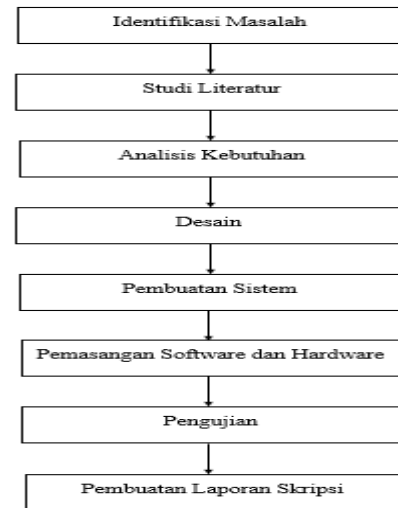 Identifikasi Masalah
Studi Literatur
Analisis Kebutuhan
Desain
Pembuatan Sistem
Pemasangan Software dan Hardware
Pengujian
Pembuatan Laporan Skripsi